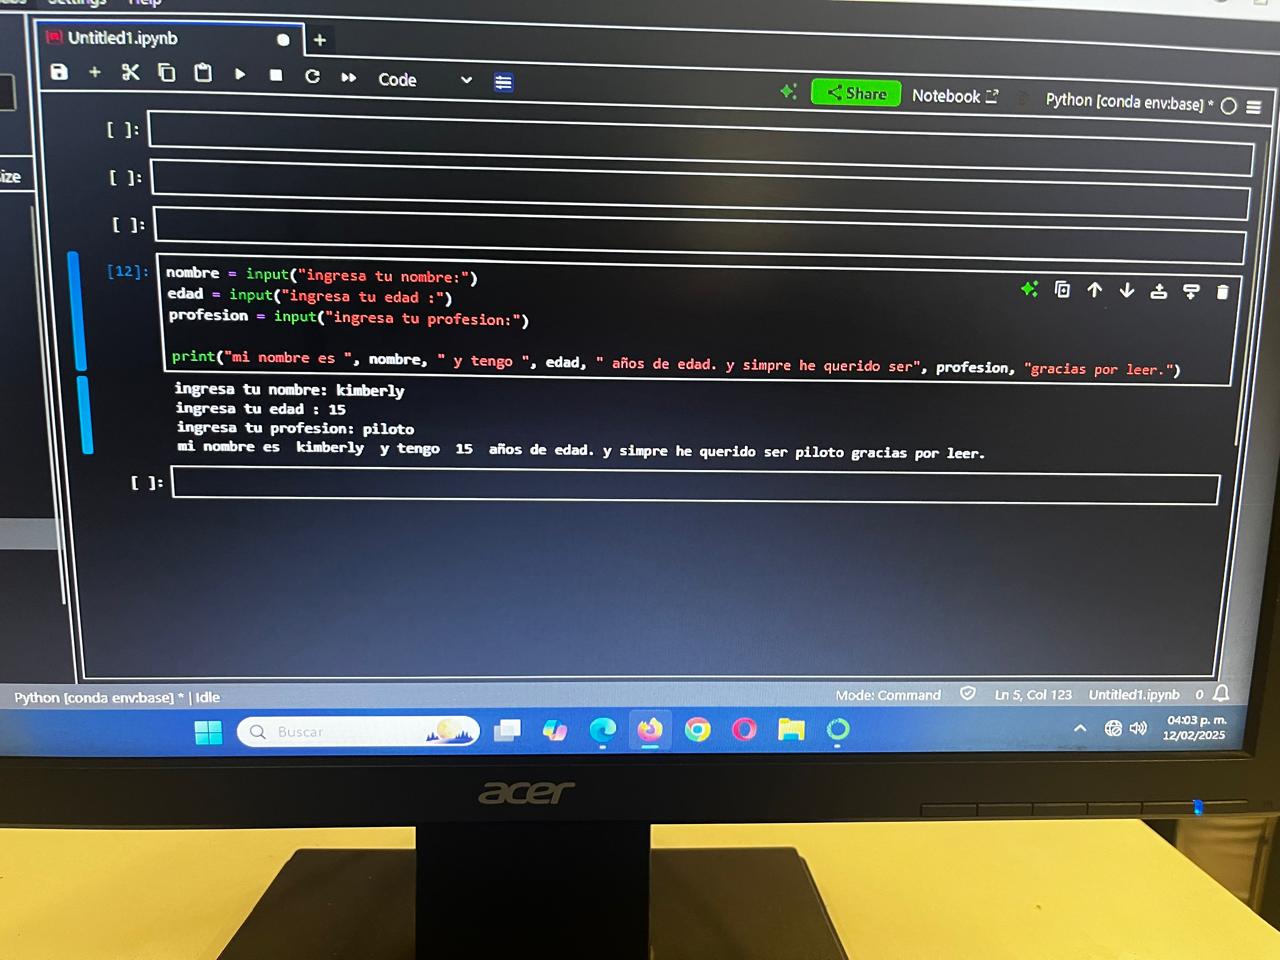 Settings Help
Untitled1.ipynb
Code
Share
Notebook
Python [conda env:base] *
[ ]:
[ ]:
[ ]:
[12]:
nombre = input("ingresa tu nombre:")
edad = input("ingresa tu edad :")
profesion = input("ingresa tu profesion:")
print("mi nombre es ", nombre, " y tengo ", edad, " años de edad. y simpre he querido ser", profesion, "gracias por leer.")
ingresa tu nombre: kimberly
ingresa tu edad : 15
ingresa tu profesion: piloto
mi nombre es  kimberly  y tengo  15  años de edad. y simpre he querido ser piloto gracias por leer.
[ ]:
Python [conda env:base] * | Idle
Mode: Command
Ln 5, Col 123
Untitled1.ipynb
0
Buscar
04:03 p. m.
12/02/2025
acer